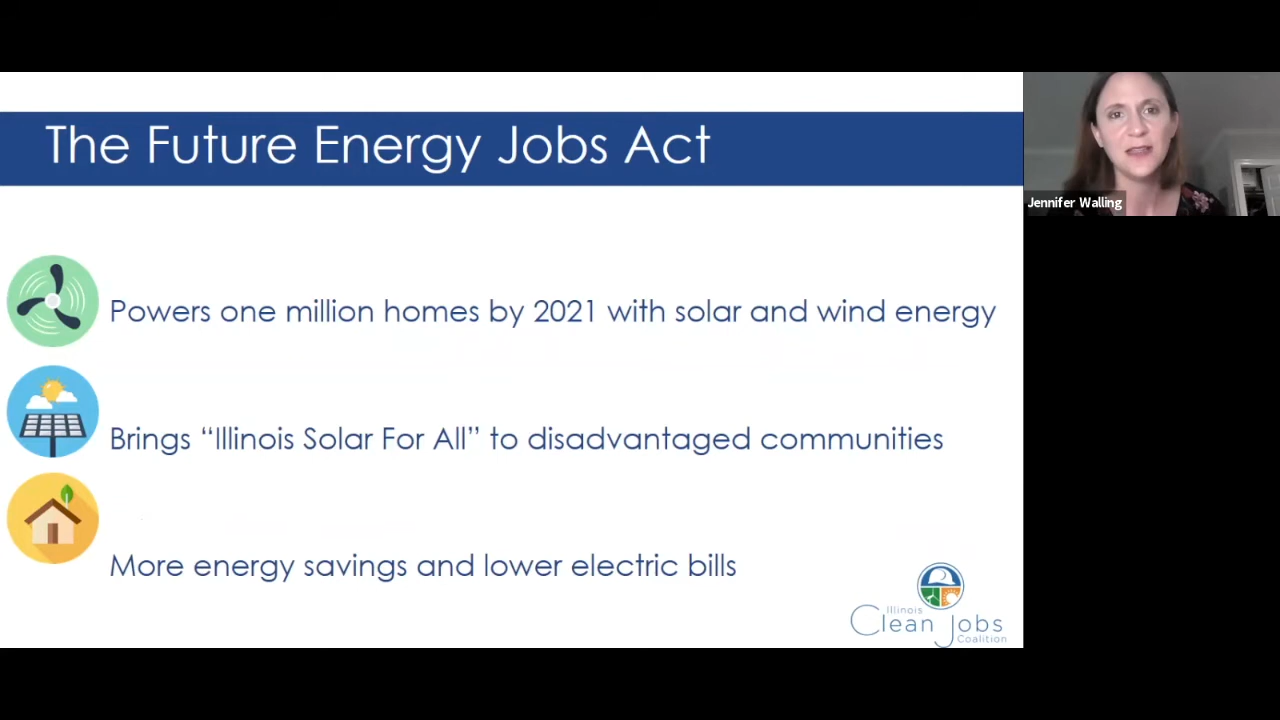 The Future Energy Jobs Act
Jennifer Walling
Powers one million homes by 2021 with solar and wind energy
Brings “Illinois Solar For All” to disadvantaged communities
More energy savings and lower electric bills
Illinois
Clean Jobs
Coalition